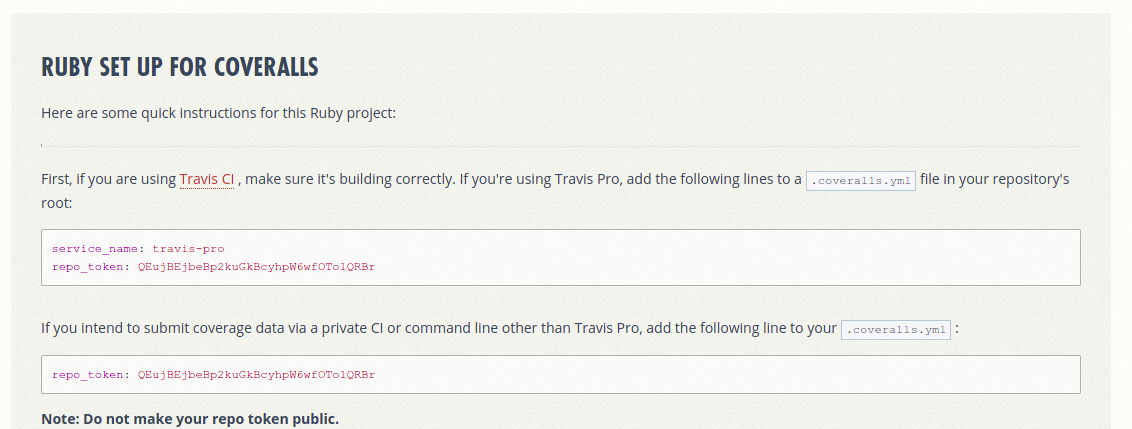 RUBY SET UP FOR COVERALLS
Here are some quick instructions for this Ruby project:
First, if you are using Travis CI , make sure it's building correctly. If you're using Travis Pro, add the following lines to a .coveralls.yml file in your repository's
root:
service_name: travis-pro
repo_token: QEujBEjbeBp2kuGkBcyhpW6wfOTolQRBr
If you intend to submit coverage data via a private CI or command line other than Travis Pro, add the following line to your .coveralls.yml :
repo_token: QEujBEjbeBp2kuGkBcyhpW6wfOTolQRBr
Note: Do not make your repo token public.